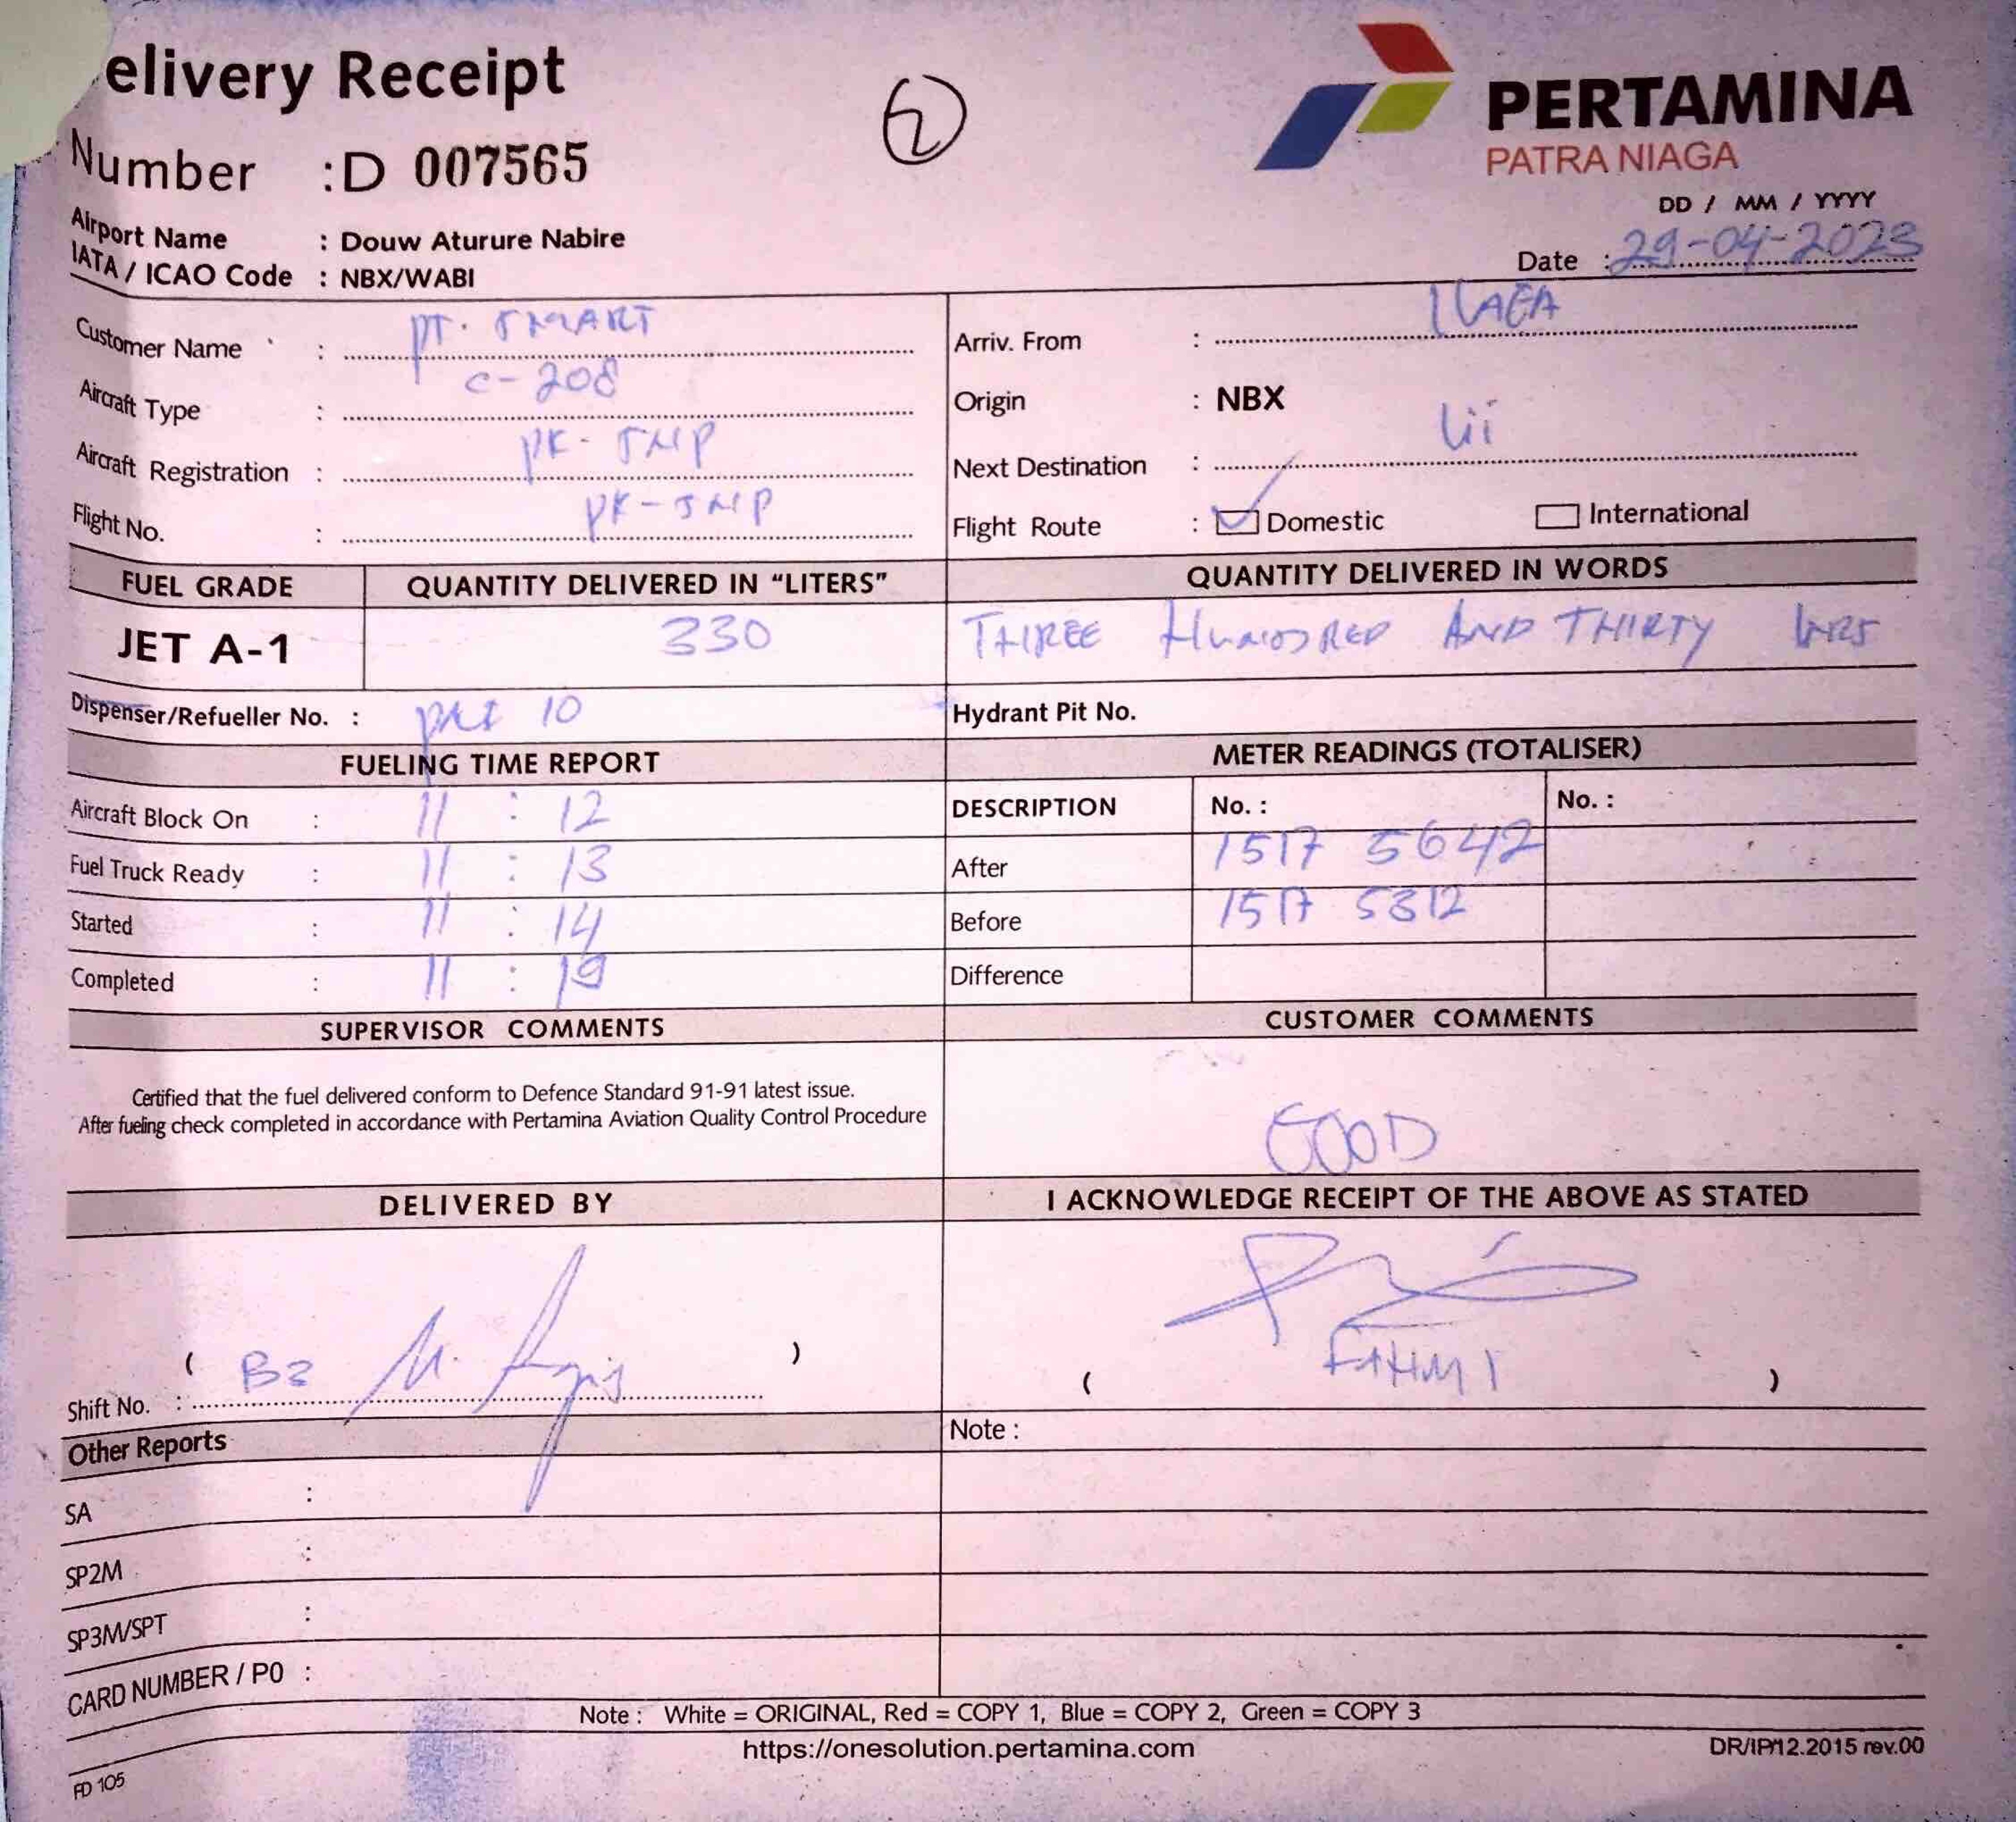 elivery Receipt
2
PERTAMINA
PATRA NIAGA
Number : D 007565
DD / MM / YYYY
Airport Name : Douw Aturure Nabire
Date : 29-04-2023
IATA / ICAO Code : NBX/WABI
Customer Name : PT. SMART
Arriv. From :
Aircraft Type : C-208
Origin : NBX
Aircraft Registration : PK-SNP
Next Destination :
Flight No. : PK-SNP
Flight Route : Domestic International
FUEL GRADE QUANTITY DELIVERED IN "LITERS" QUANTITY DELIVERED IN WORDS
JET A-1 330 THREE HUNDRED AND THIRTY LTRS
Dispenser/Refueller No. : 10
Hydrant Pit No.
FUELING TIME REPORT
METER READINGS (TOTALISER)
Aircraft Block On : 11 : 12
DESCRIPTION No. : No. :
Fuel Truck Ready : 11 : 13
After 1517 5642
Started : 11 : 14
Before 1517 5312
Completed : 11 : 19
Difference
SUPERVISOR COMMENTS
CUSTOMER COMMENTS
Certified that the fuel delivered conform to Defence Standard 91-91 latest issue.
After fueling check completed in accordance with Pertamina Aviation Quality Control Procedure
GOOD
DELIVERED BY
I ACKNOWLEDGE RECEIPT OF THE ABOVE AS STATED
( )
( FAHMI )
Shift No. :
Other Reports
Note :
SA :
SP2M :
SP3M/SPT :
CARD NUMBER / PO :
Note : White = ORIGINAL, Red = COPY 1, Blue = COPY 2, Green = COPY 3
https://onesolution.pertamina.com
DR/IP/12.2015 rev.00
FD 105